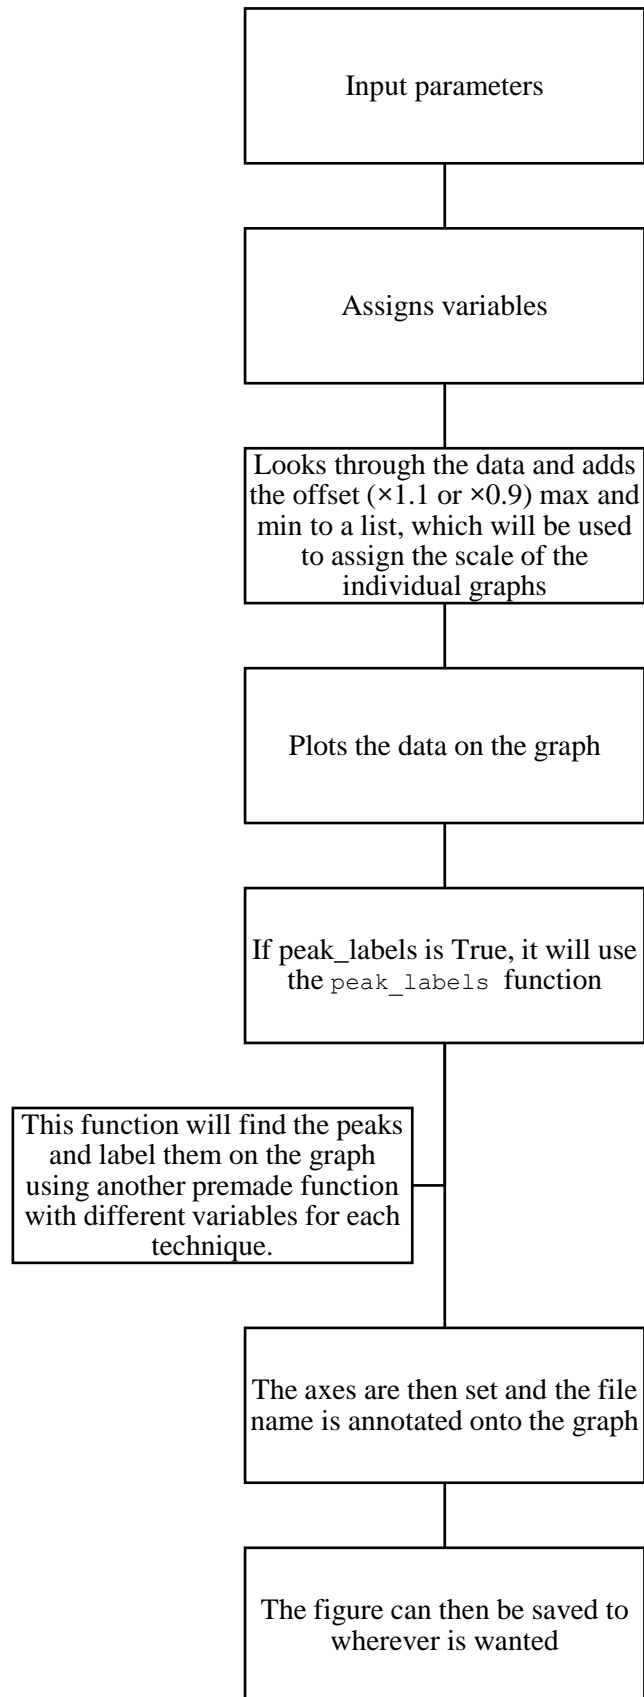 Input parameters
Assigns variables
Looks through the data and adds
the offset (×1.1 or ×0.9) max and
min to a list, which will be used
to assign the scale of the
individual graphs
Plots the data on the graph
If peak_labels is True, it will use
the peak_labels function
This function will find the peaks
and label them on the graph
using another premade function
with different variables for each
technique.
The axes are then set and the file
name is annotated onto the graph
The figure can then be saved to
wherever is wanted